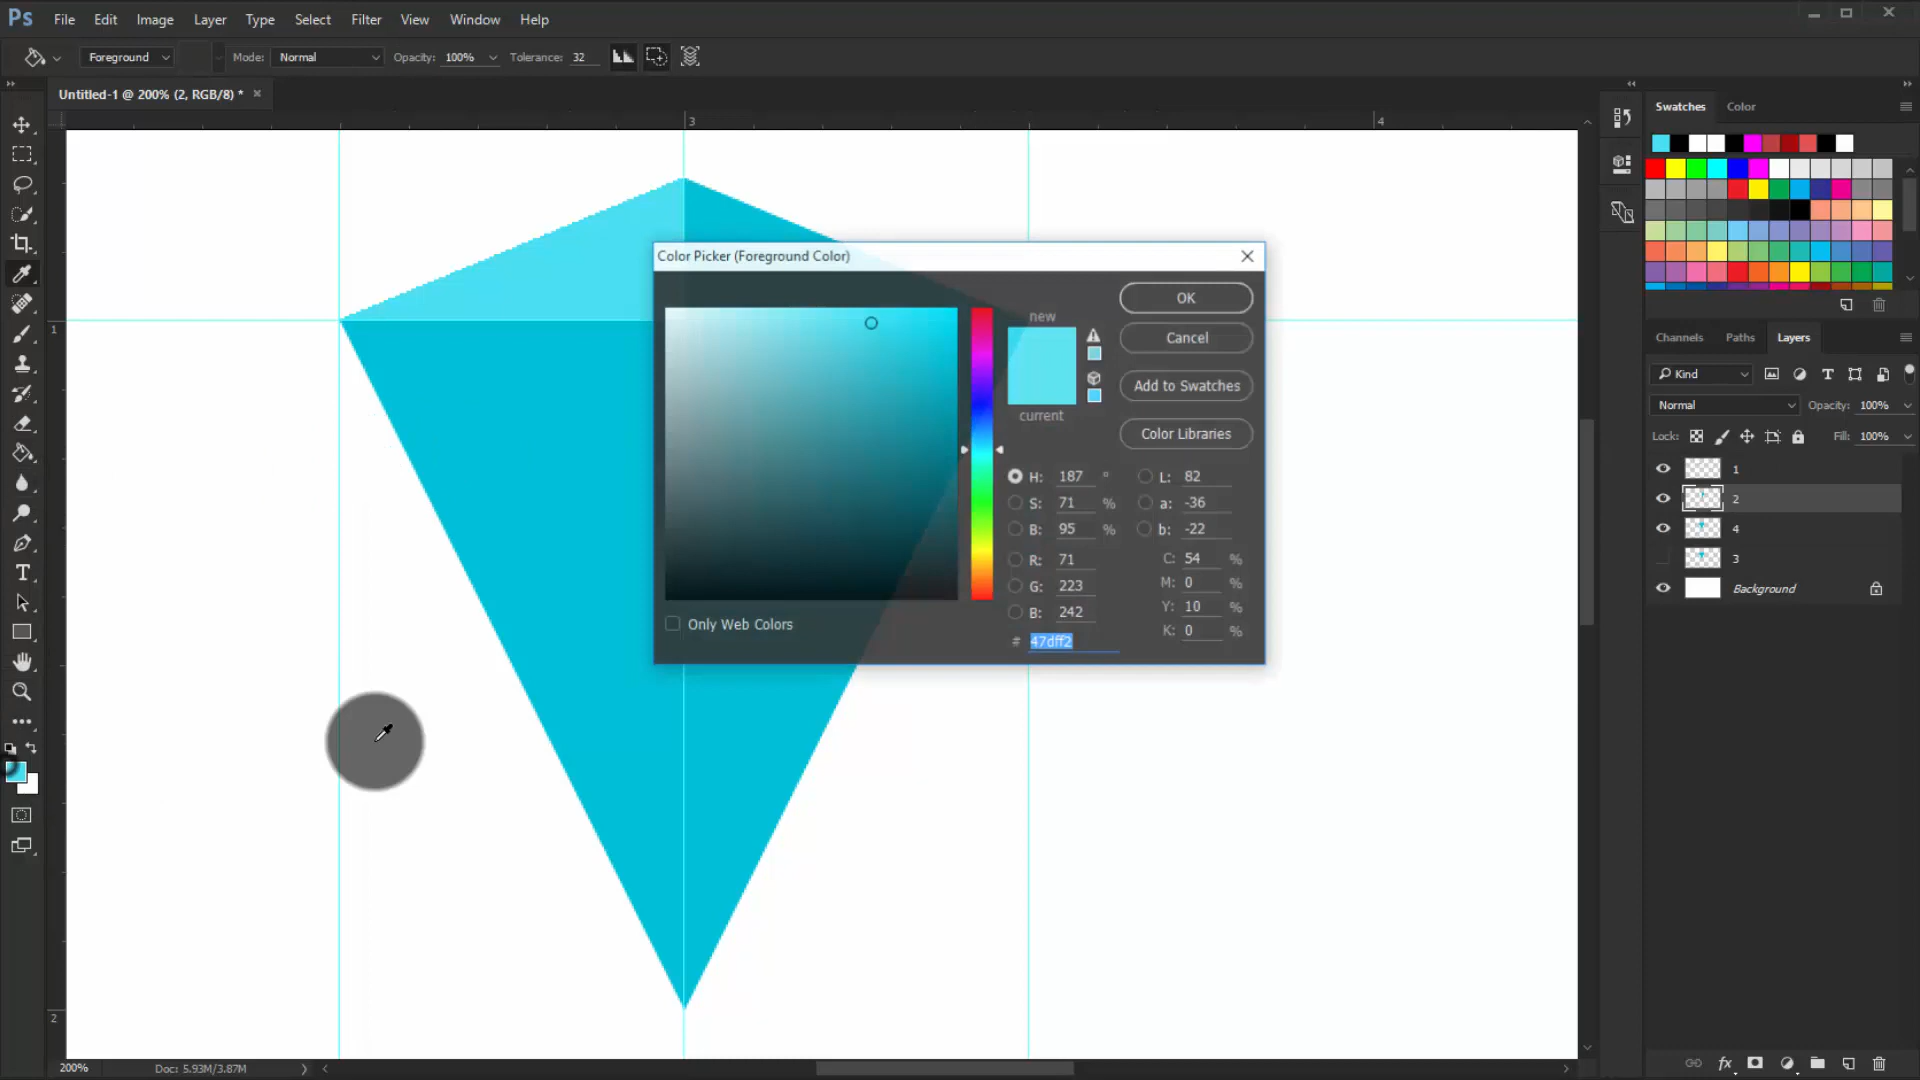 Ps File Edit Image Layer Type Select Filter View Window Help
Foreground Mode: Normal Opacity: 100% Tolerance: 32
Untitled-1 @ 200% (2, RGB/8) * ×
3 4
1
2
Swatches Color
Color Picker (Foreground Color)
new
current
OK
Cancel
Add to Swatches
Color Libraries
H: 187 ° L: 82
S: 71 % a: -36
B: 95 % b: -22
R: 71 C: 54 %
G: 223 M: 0 %
B: 242 Y: 10 %
# 47dff2 K: 0 %
Only Web Colors
Channels Paths Layers
Kind
Normal Opacity: 100%
Lock: Fill: 100%
1
2
4
3
Background
200% Doc: 5.93M/3.87M